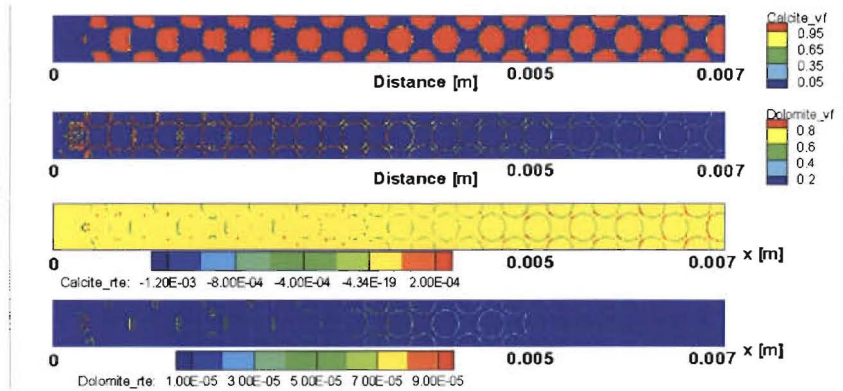 Calcite_vf
0.95
0.65
0.35
0.05
0 0.005 0.007
Distance [m]
Dolomite_vf
0.8
0.6
0.4
0.2
0 0.005 0.007
Distance [m]
0 0.005 0.007 x [m]
Calcite_rte: -1.20E-03 -8.00E-04 -4.00E-04 -4.34E-19 2.00E-04
0 0.005 0.007 x [m]
Dolomite_rte: 1.00E-05 3.00E-05 5.00E-05 7.00E-05 9.00E-05